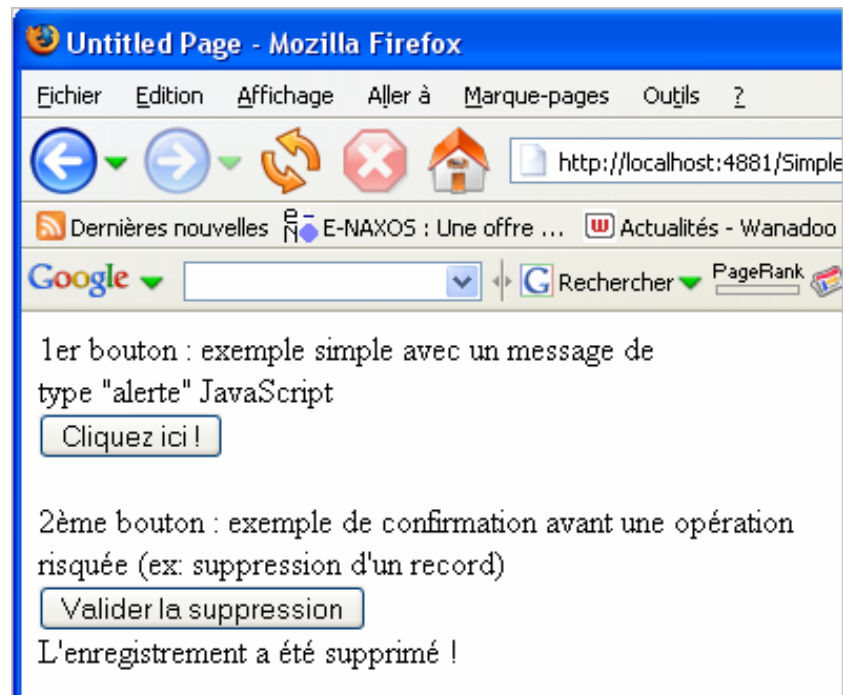 Untitled Page - Mozilla Firefox
Fichier Edition Affichage Aller à Marque-pages Outils ?
http://localhost:4881/Simple
Dernières nouvelles E-NAXOS : Une offre ... Actualités - Wanadoo
Google Rechercher PageRank
1er bouton : exemple simple avec un message de
type "alerte" JavaScript
Cliquez ici !
2ème bouton : exemple de confirmation avant une opération
risquée (ex: suppression d'un record)
Valider la suppression
L'enregistrement a été supprimé !